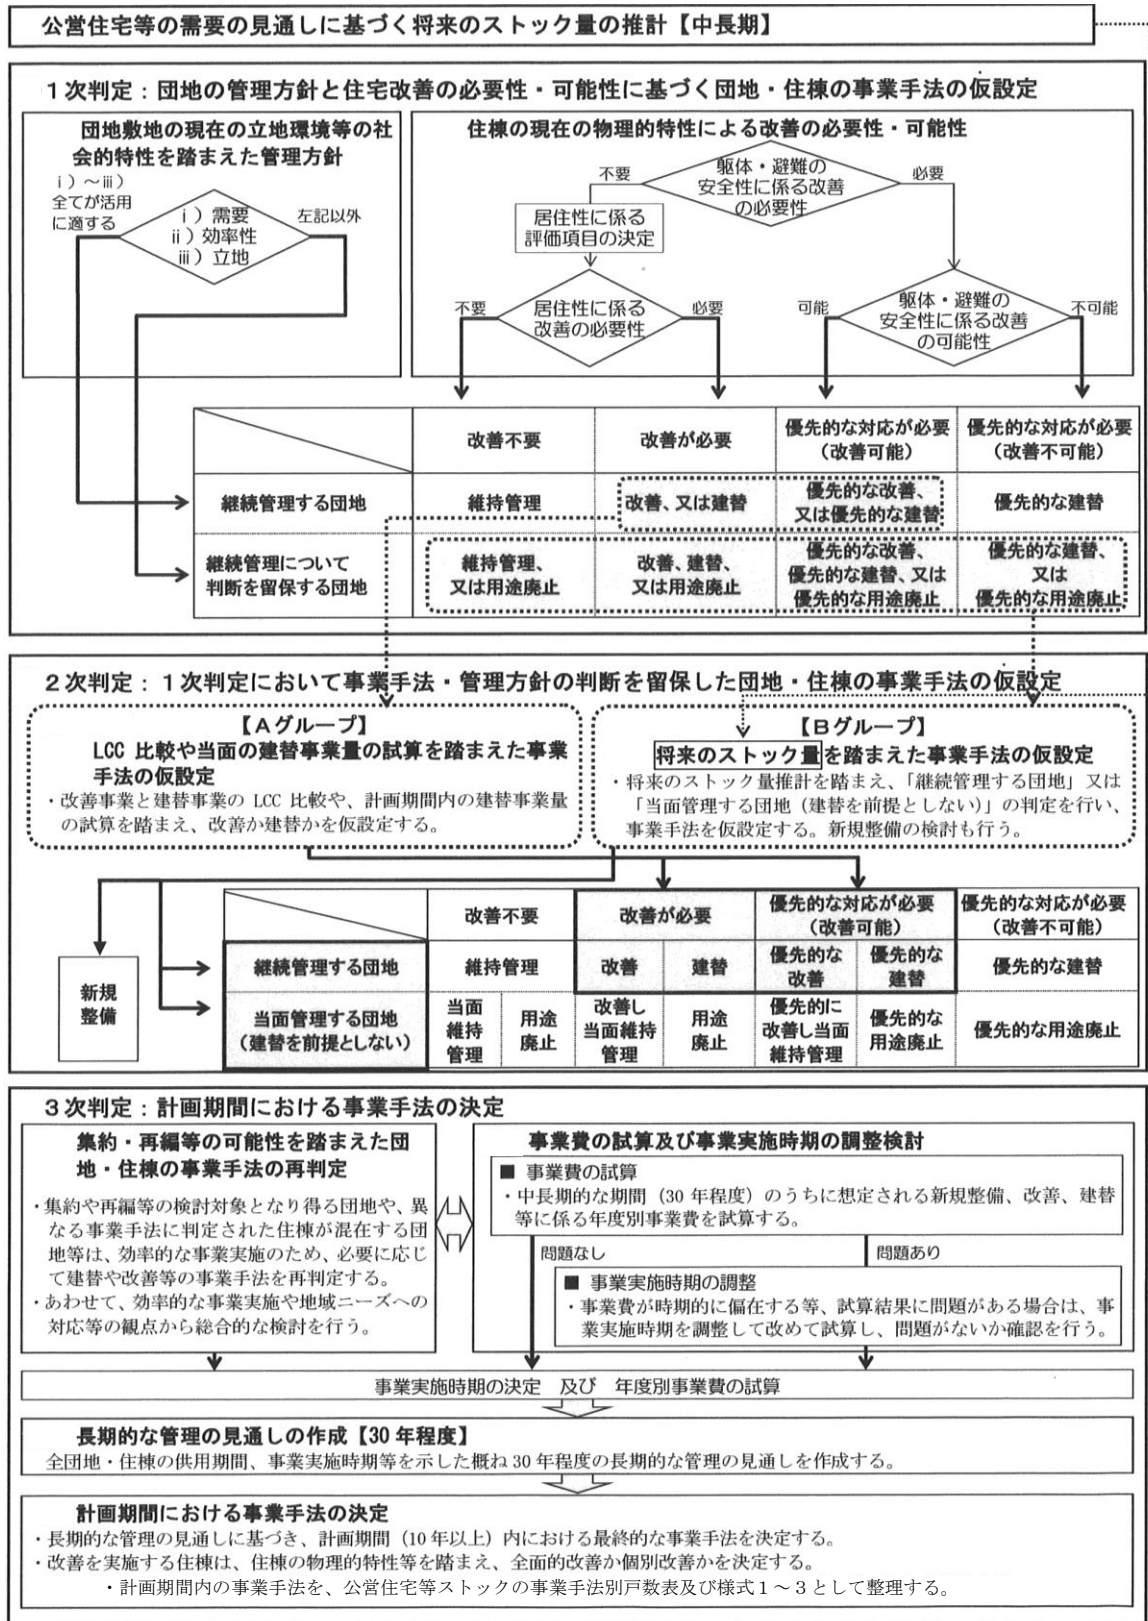 公営住宅等の需要の見通しに基づく将来のストック量の推計【中長期】
1次判定：団地の管理方針と住宅改善の必要性・可能性に基づく団地・住棟の事業手法の仮設定
団地敷地の現在の立地環境等の社
会的特性を踏まえた管理方針
ⅰ）～ⅲ）
全てが活用
に適する
ⅰ）需要
ⅱ）効率性
ⅲ）立地
左記以外
住棟の現在の物理的特性による改善の必要性・可能性
不要
躯体・避難の
安全性に係る改善
の必要性
必要
居住性に係る
評価項目の決定
不要
居住性に係る
改善の必要性
必要
可能
躯体・避難の
安全性に係る改善
の可能性
不可能
改善不要
改善が必要
優先的な対応が必要
（改善可能）
優先的な対応が必要
（改善不可能）
継続管理する団地
維持管理
改善、又は建替
優先的な改善、
又は優先的な建替
優先的な建替
継続管理について
判断を留保する団地
維持管理、
又は用途廃止
改善、建替、
又は用途廃止
優先的な改善、
優先的な建替、又は
優先的な用途廃止
優先的な建替、
又は
優先的な用途廃止
2次判定：1次判定において事業手法・管理方針の判断を留保した団地・住棟の事業手法の仮設定
【Aグループ】
LCC 比較や当面の建替事業量の試算を踏まえた事業
手法の仮設定
・改善事業と建替事業の LCC 比較や、計画期間内の建替事業量
の試算を踏まえ、改善か建替かを仮設定する。
【Bグループ】
将来のストック量を踏まえた事業手法の仮設定
・将来のストック量推計を踏まえ、「継続管理する団地」又は
「当面管理する団地（建替を前提としない）」の判定を行い、
事業手法を仮設定する。新規整備の検討も行う。
改善不要
改善が必要
優先的な対応が必要
（改善可能）
優先的な対応が必要
（改善不可能）
新規
整備
継続管理する団地
維持管理
改善
建替
優先的な
改善
優先的な
建替
優先的な建替
当面管理する団地
（建替を前提としない）
当面
維持
管理
用途
廃止
改善し
当面維持
管理
用途
廃止
優先的に
改善し当面
維持管理
優先的な
用途廃止
優先的な用途廃止
3次判定：計画期間における事業手法の決定
集約・再編等の可能性を踏まえた団
地・住棟の事業手法の再判定
・集約や再編等の検討対象となり得る団地や、異
なる事業手法に判定された住棟が混在する団
地等は、効率的な事業実施のため、必要に応じ
て建替や改善等の事業手法を再判定する。
・あわせて、効率的な事業実施や地域ニーズへの
対応等の観点から総合的な検討を行う。
事業費の試算及び事業実施時期の調整検討
■ 事業費の試算
・中長期的な期間（30 年程度）のうちに想定される新規整備、改善、建替
等に係る年度別事業費を試算する。
問題なし
問題あり
■ 事業実施時期の調整
・事業費が時期的に偏在する等、試算結果に問題がある場合は、事
業実施時期を調整して改めて試算し、問題がないか確認を行う。
事業実施時期の決定　及び　年度別事業費の試算
長期的な管理の見通しの作成【30 年程度】
全団地・住棟の供用期間、事業実施時期等を示した概ね 30 年程度の長期的な管理の見通しを作成する。
計画期間における事業手法の決定
・長期的な管理の見通しに基づき、計画期間（10 年以上）内における最終的な事業手法を決定する。
・改善を実施する住棟は、住棟の物理的特性等を踏まえ、全面的改善か個別改善かを決定する。
・計画期間内の事業手法を、公営住宅等ストックの事業手法別戸数表及び様式１～３として整理する。